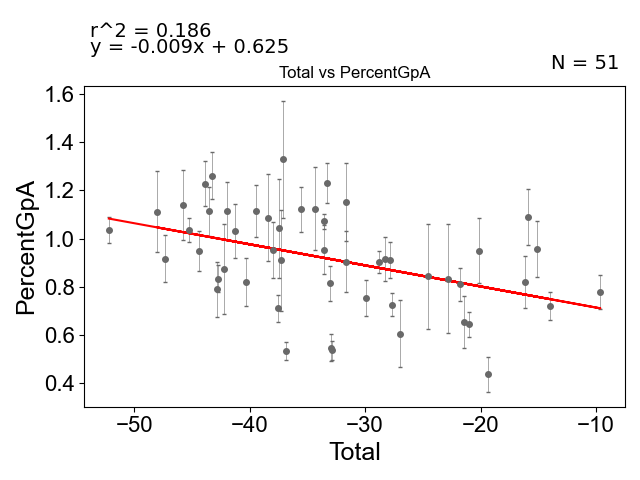 r^2 = 0.186
y = -0.009x + 0.625
N = 51
Total vs PercentGpA
PercentGpA
1.6
1.4
1.2
1.0
0.8
0.6
0.4
−50 −40 −30 −20 −10
Total